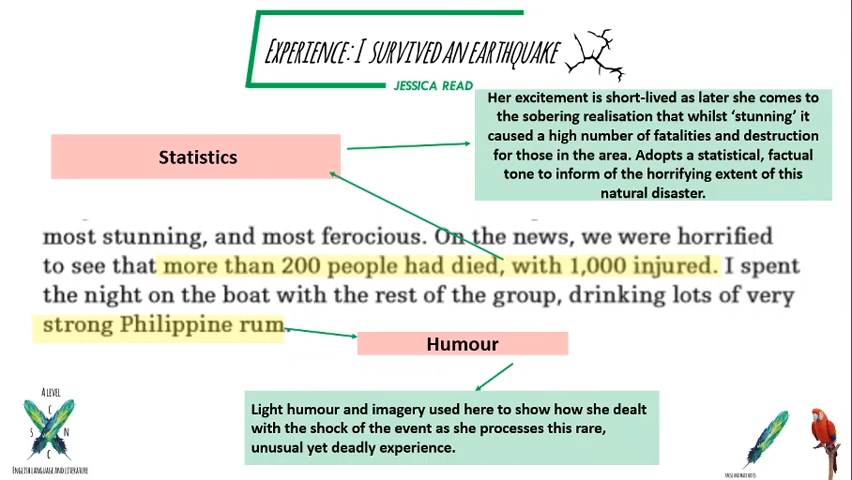 EXPERIENCE: I SURVIVED AN EARTHQUAKE
JESSICA READ
Her excitement is short-lived as later she comes to
the sobering realisation that whilst ‘stunning’ it
caused a high number of fatalities and destruction
for those in the area. Adopts a statistical, factual
tone to inform of the horrifying extent of this
natural disaster.
Statistics
most stunning, and most ferocious. On the news, we were horrified
to see that more than 200 people had died, with 1,000 injured. I spent
the night on the boat with the rest of the group, drinking lots of very
strong Philippine rum.
Humour
Light humour and imagery used here to show how she dealt
with the shock of the event as she processes this rare,
unusual yet deadly experience.
A LEVEL
C
S N
C
ENGLISH LANGUAGE AND LITERATURE